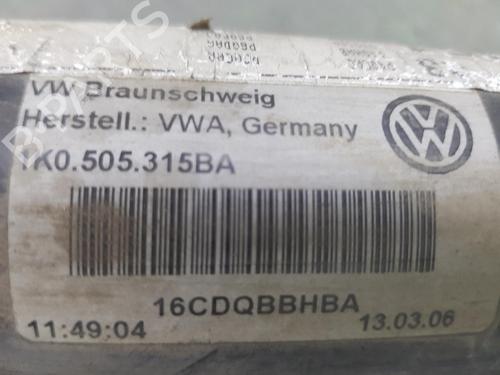 VW Braunschweig
Herstell.: VWA, Germany
1K0.505.315BA
16CDQBBHBA
11:49:04 13.03.06